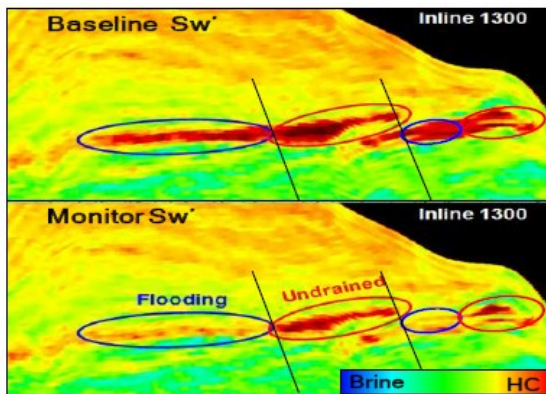 Baseline Sw* Inline 1300
Monitor Sw* Inline 1300
Flooding Undrained
Brine HC